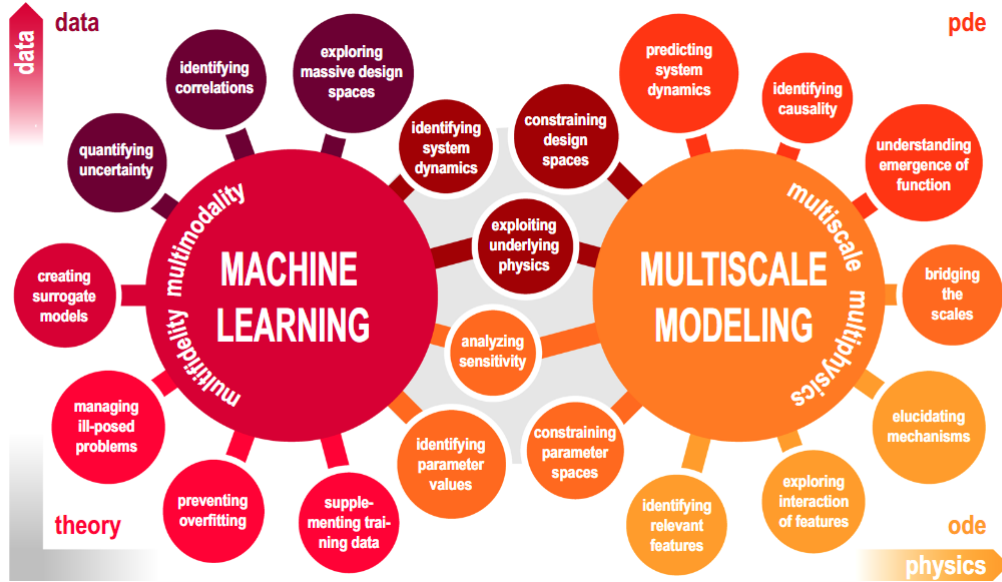 data
data
pde
identifying
correlations
exploring
massive design
spaces
quantifying
uncertainty
identifying
system
dynamics
constraining
design
spaces
predicting
system
dynamics
identifying
causality
understanding
emergence of
function
multifidelity multimodality
MACHINE
LEARNING
exploiting
underlying
physics
MULTISCALE
MODELING
multiscale multiphysics
creating
surrogate
models
bridging
the
scales
analyzing
sensitivity
managing
ill-posed
problems
identifying
parameter
values
constraining
parameter
spaces
elucidating
mechanisms
preventing
overfitting
supple-
menting trai-
ning data
identifying
relevant
features
exploring
interaction
of features
theory
ode
physics